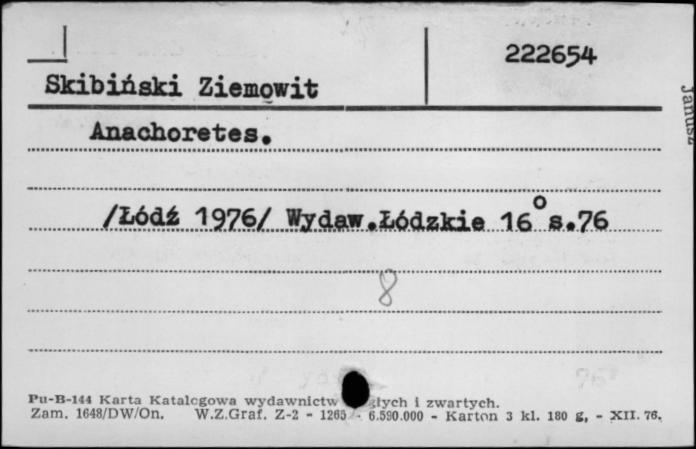 222654
Skibiński Ziemowit
Anachoretes.
/Łódź 1976/ Wydaw.Łódzkie 16° s.76
8
Pu-B-144 Karta Katalogowa wydawnictw głych i zwartych.
Zam. 1648/DW/On. W.Z.Graf. Z-2 - 1265 - 6.590.000 - Karton 3 kl. 180 g, - XII. 76.
Janusz